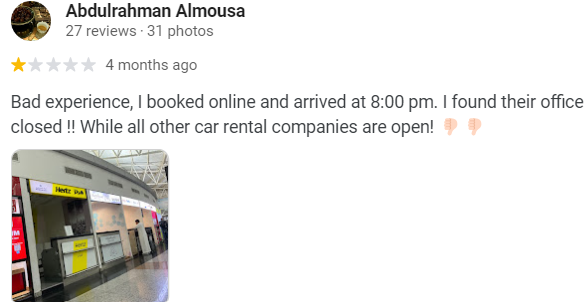 Abdulrahman Almousa
27 reviews · 31 photos
4 months ago
Bad experience, I booked online and arrived at 8:00 pm. I found their office
closed !! While all other car rental companies are open! 👎🏻 👎🏻
Hertz